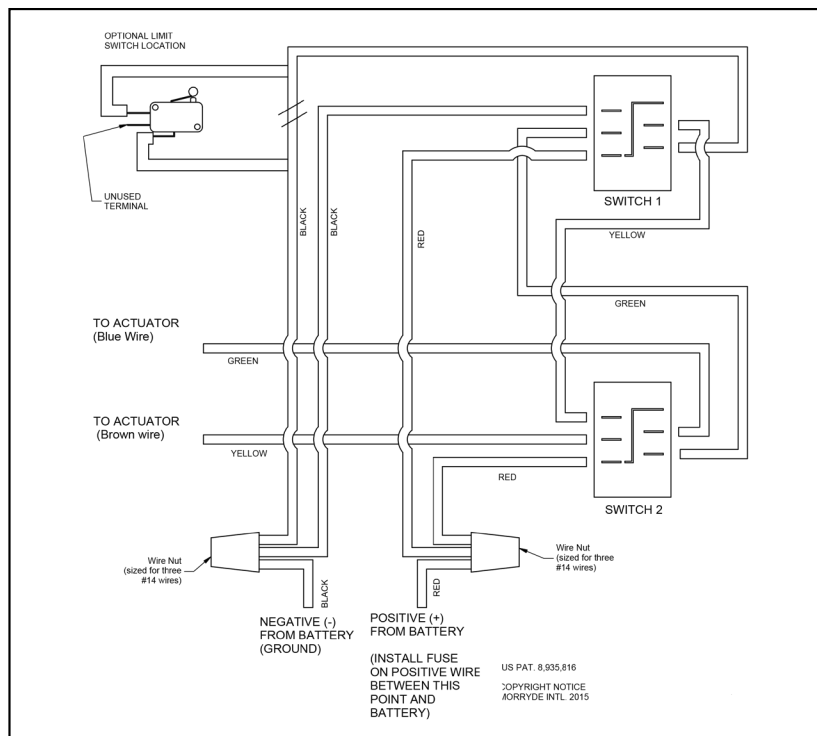 OPTIONAL LIMIT
SWITCH LOCATION
UNUSED
TERMINAL
BLACK
BLACK
RED
SWITCH 1
YELLOW
GREEN
TO ACTUATOR
(Blue Wire)
GREEN
TO ACTUATOR
(Brown wire)
YELLOW
RED
SWITCH 2
Wire Nut
(sized for three
#14 wires)
Wire Nut
(sized for three
#14 wires)
BLACK
RED
NEGATIVE (-)
FROM BATTERY
(GROUND)
POSITIVE (+)
FROM BATTERY
(INSTALL FUSE
ON POSITIVE WIRE
BETWEEN THIS
POINT AND
BATTERY)
US PAT. 8,935,816
COPYRIGHT NOTICE
MORRYDE INTL. 2015